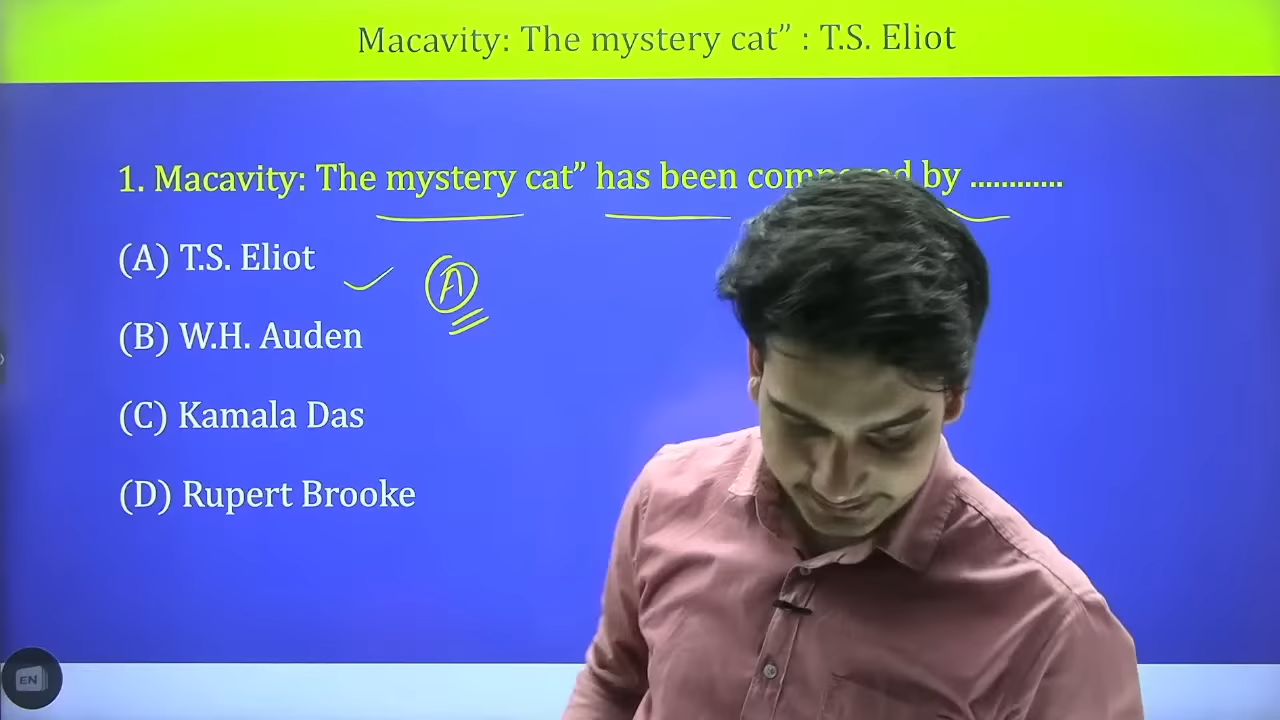 Macavity: The mystery cat” : T.S. Eliot
1. Macavity: The mystery cat” has been composed by ............
(A) T.S. Eliot
A
(B) W.H. Auden
(C) Kamala Das
(D) Rupert Brooke
EN